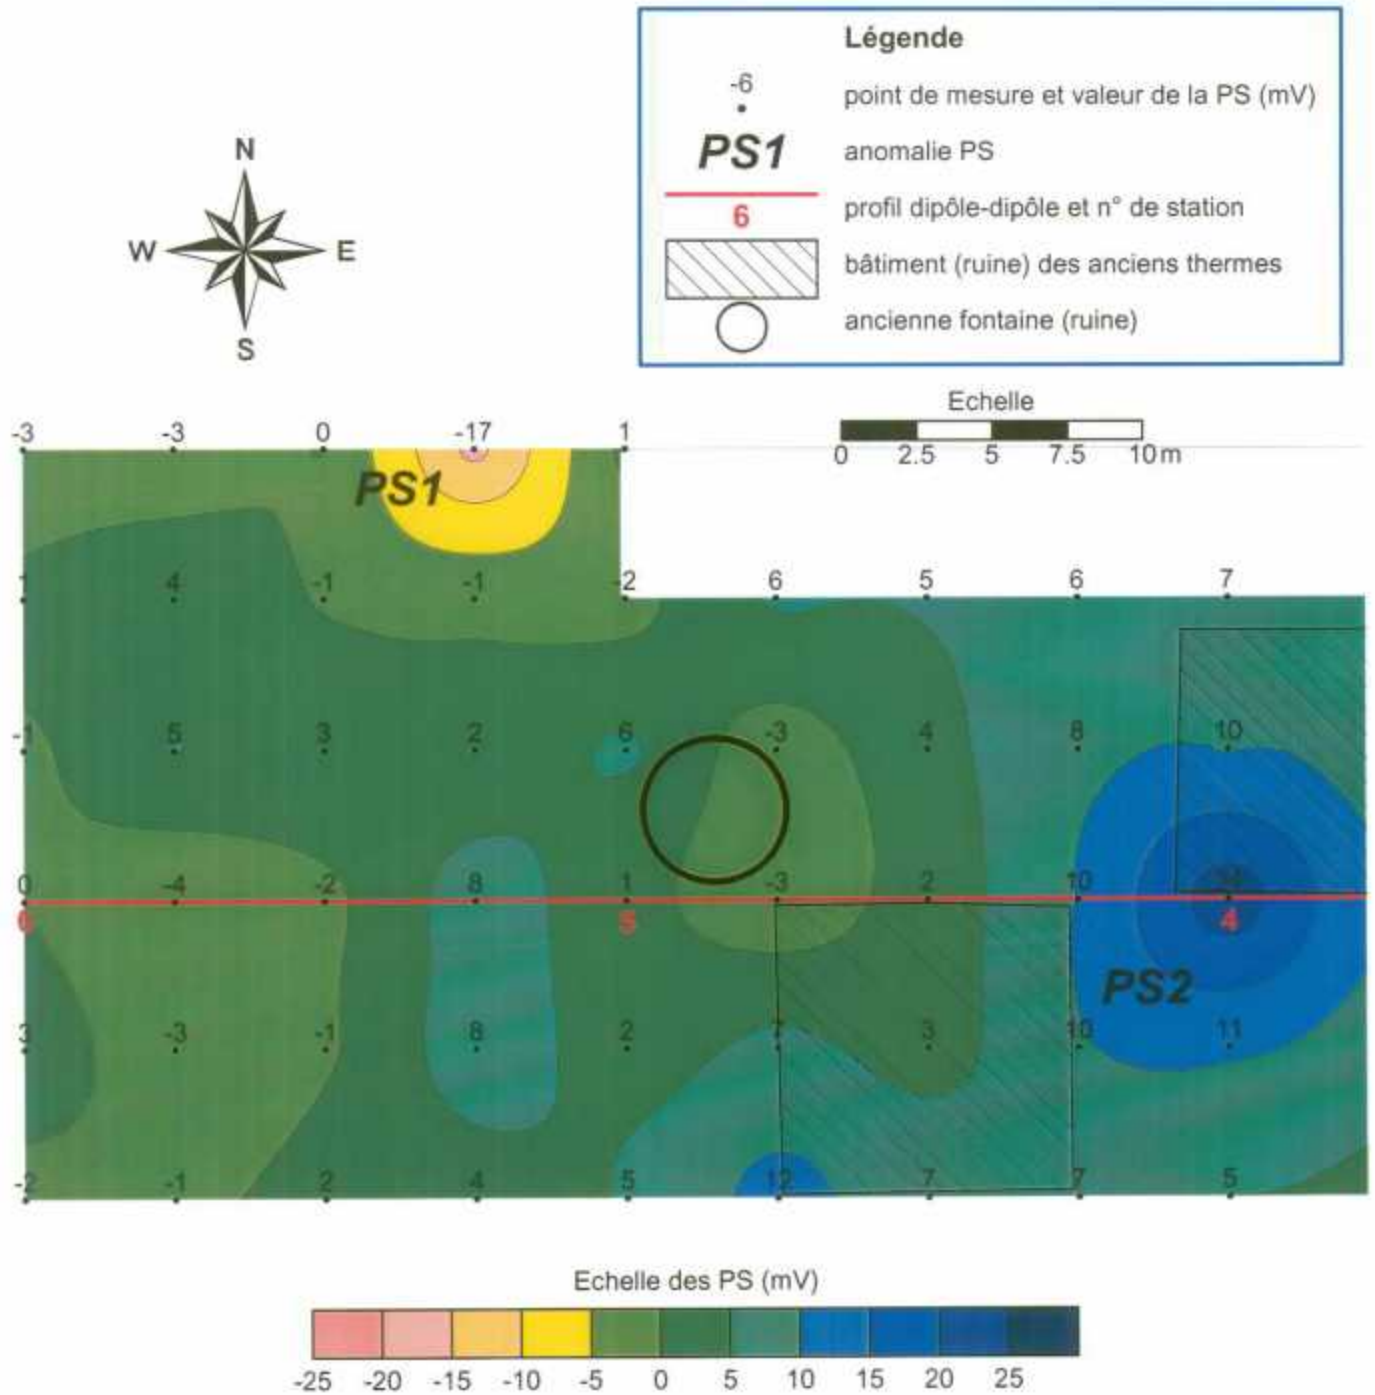 Légende
-6
point de mesure et valeur de la PS (mV)
PS1
anomalie PS
6
profil dipôle-dipôle et n° de station
bâtiment (ruine) des anciens thermes
ancienne fontaine (ruine)
N
W E
S
Echelle
0 2.5 5 7.5 10 m
-3 -3 0 -17 1
PS1
1 4 -1 -1 -2 6 5 6 7
-1 5 3 2 6 -3 4 8 10
0 -4 -2 8 1 -3 2 10
6 5 4
PS2
3 -3 -1 8 2 7 3 10 11
-2 -1 2 4 5 12 7 7 5
Echelle des PS (mV)
-25 -20 -15 -10 -5 0 5 10 15 20 25